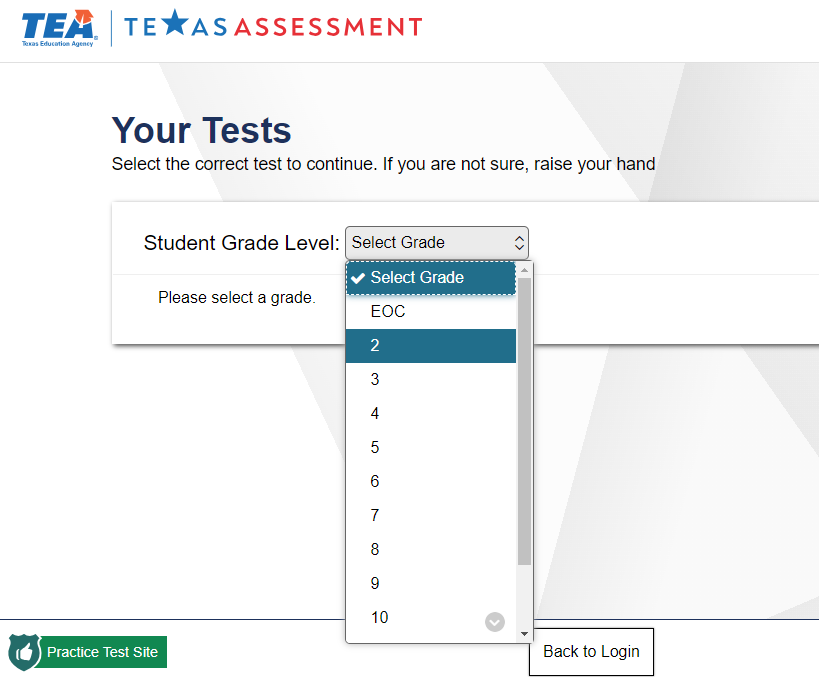 TEA
Texas Education Agency
TEXAS ASSESSMENT
Your Tests
Select the correct test to continue. If you are not sure, raise your hand
Student Grade Level: Select Grade
Select Grade
Please select a grade.
EOC
2
3
4
5
6
7
8
9
10
Practice Test Site
Back to Login